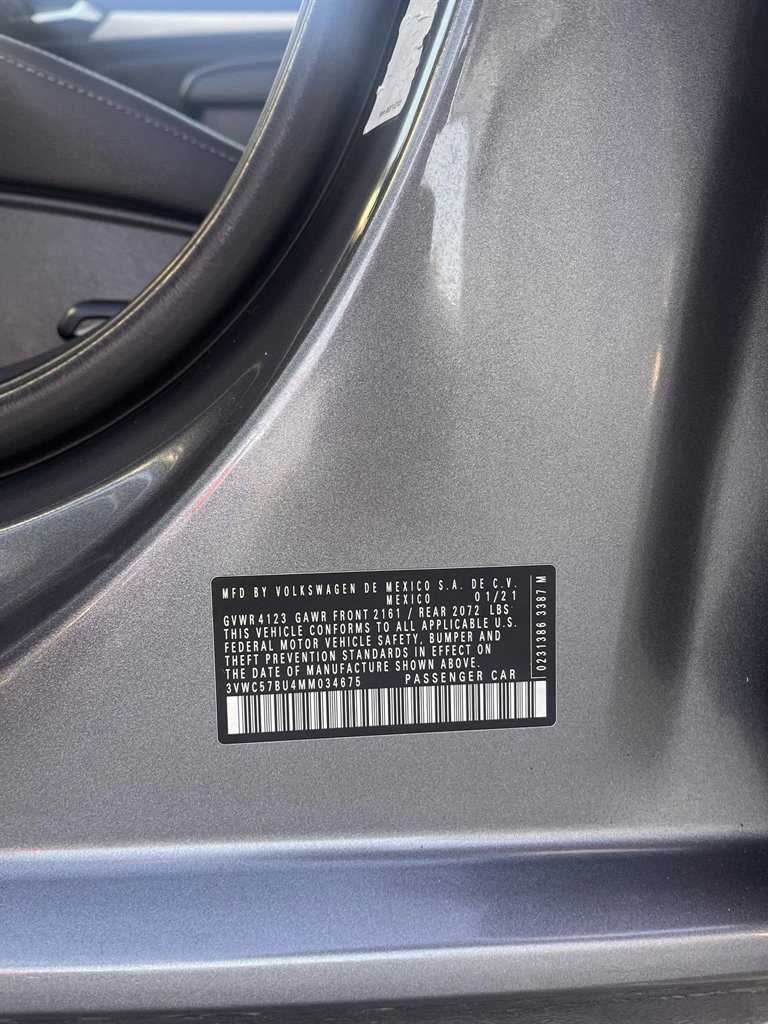 MFD BY VOLKSWAGEN DE MEXICO S.A. DE C.V.
MEXICO 01/21
GVWR 4123 GAWR FRONT 2161 / REAR 2072 LBS
THIS VEHICLE CONFORMS TO ALL APPLICABLE U.S.
FEDERAL MOTOR VEHICLE SAFETY, BUMPER AND
THEFT PREVENTION STANDARDS IN EFFECT ON
THE DATE OF MANUFACTURE SHOWN ABOVE.
3VWC57BU4MM034675 PASSENGER CAR
0231386 3387 M